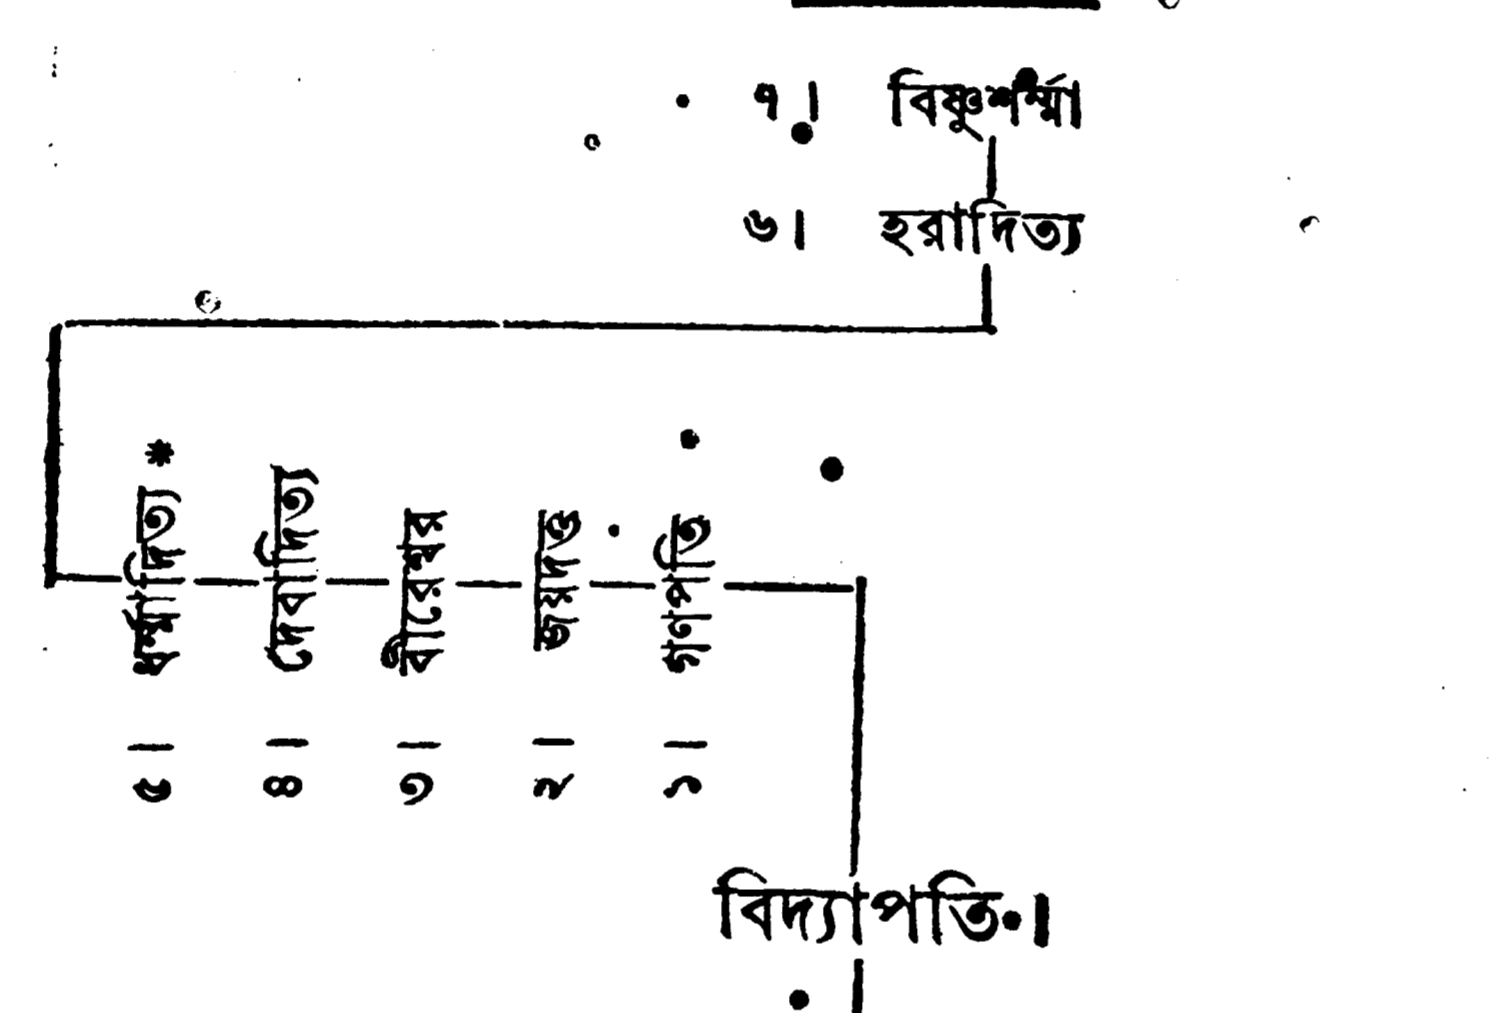 ৭। বিষ্ণুশর্ম্মা
৬। হরাদিত্য
৫। ধর্ম্মাদিত্য *
৪। দেবাদিত্য
৩। বীরেশ্বর
২। জয়দত্ত
১। গণপতি
বিদ্যাপতি।